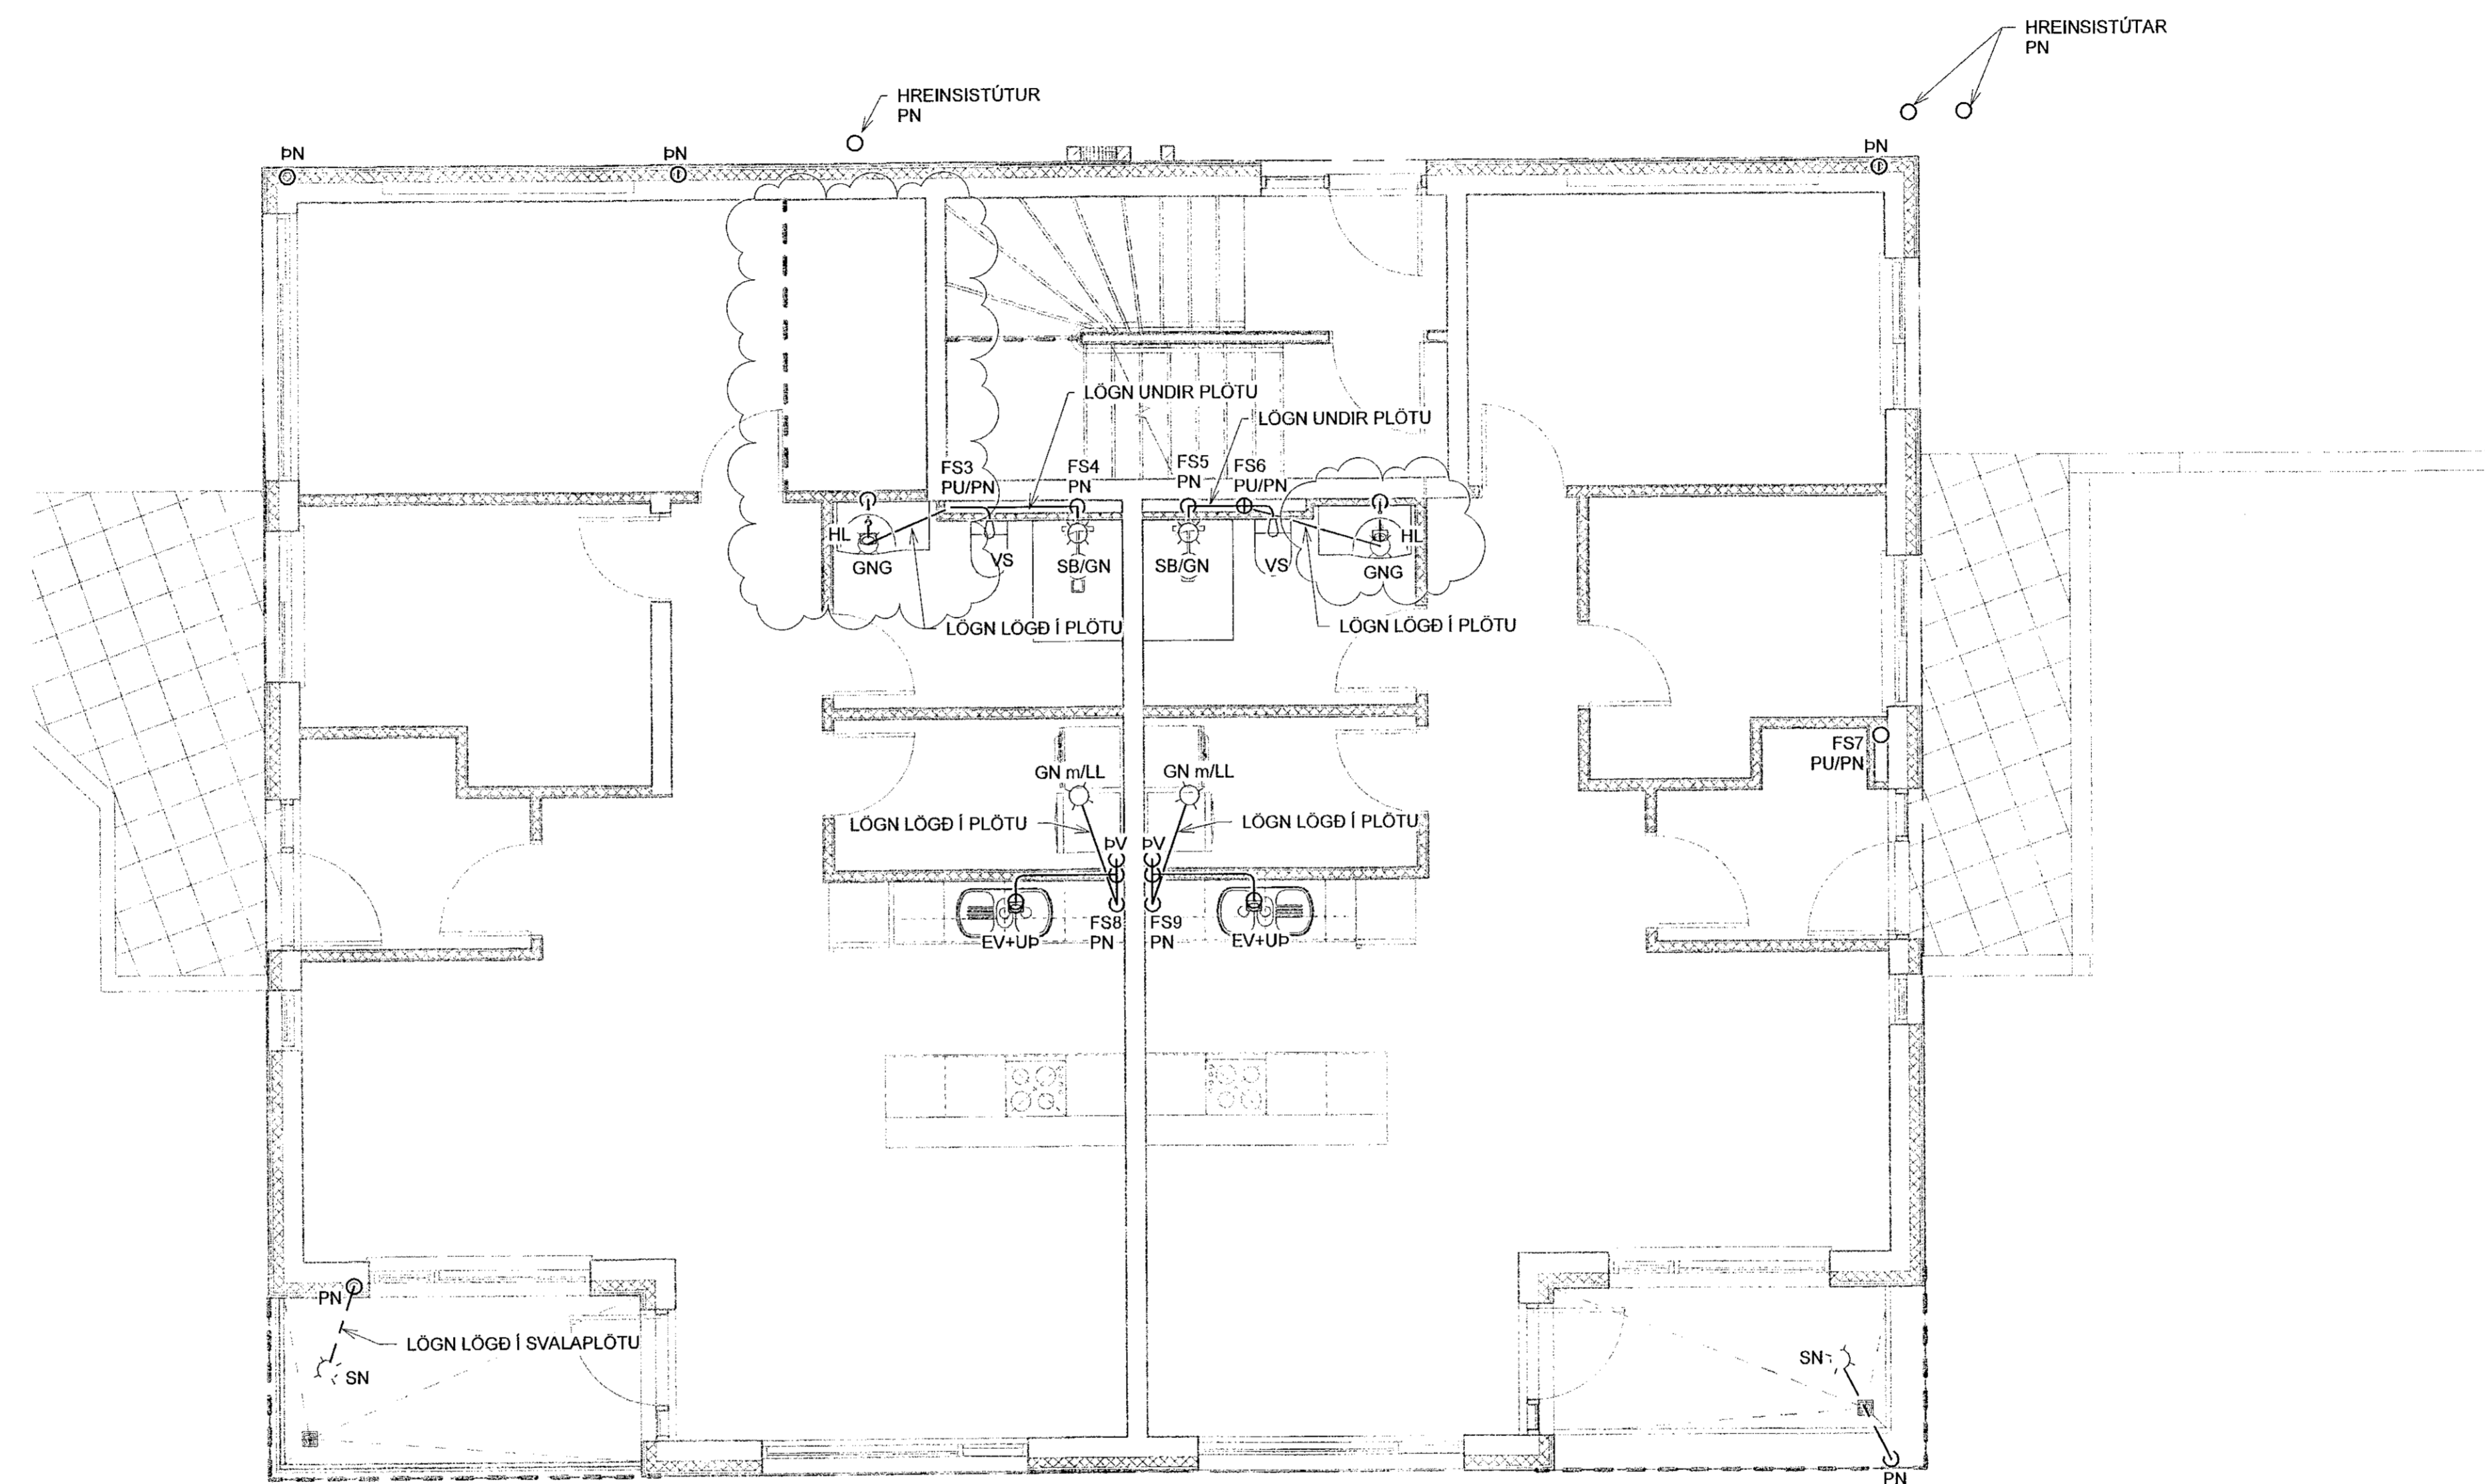 HREINSISTÚTAR
PN
HREINSISTÚTUR
PN
ÞN
ÞN
ÞN
LÖGN UNDIR PLÖTU
LÖGN UNDIR PLÖTU
FS3
PU/PN
FS4
PN
FS5
PN
FS6
PU/PN
HL
GNG
VS
SB/GN
SB/GN
VS
GNG
HL
LÖGN LÖGÐ Í PLÖTU
LÖGN LÖGÐ Í PLÖTU
FS7
PU/PN
GN m/LL
GN m/LL
LÖGN LÖGÐ Í PLÖTU
LÖGN LÖGÐ Í PLÖTU
ÞV
ÞV
FS8
PN
FS9
PN
EV+UÞ
EV+UÞ
PN
LÖGN LÖGÐ Í SVALAPLÖTU
SN
SN
PN